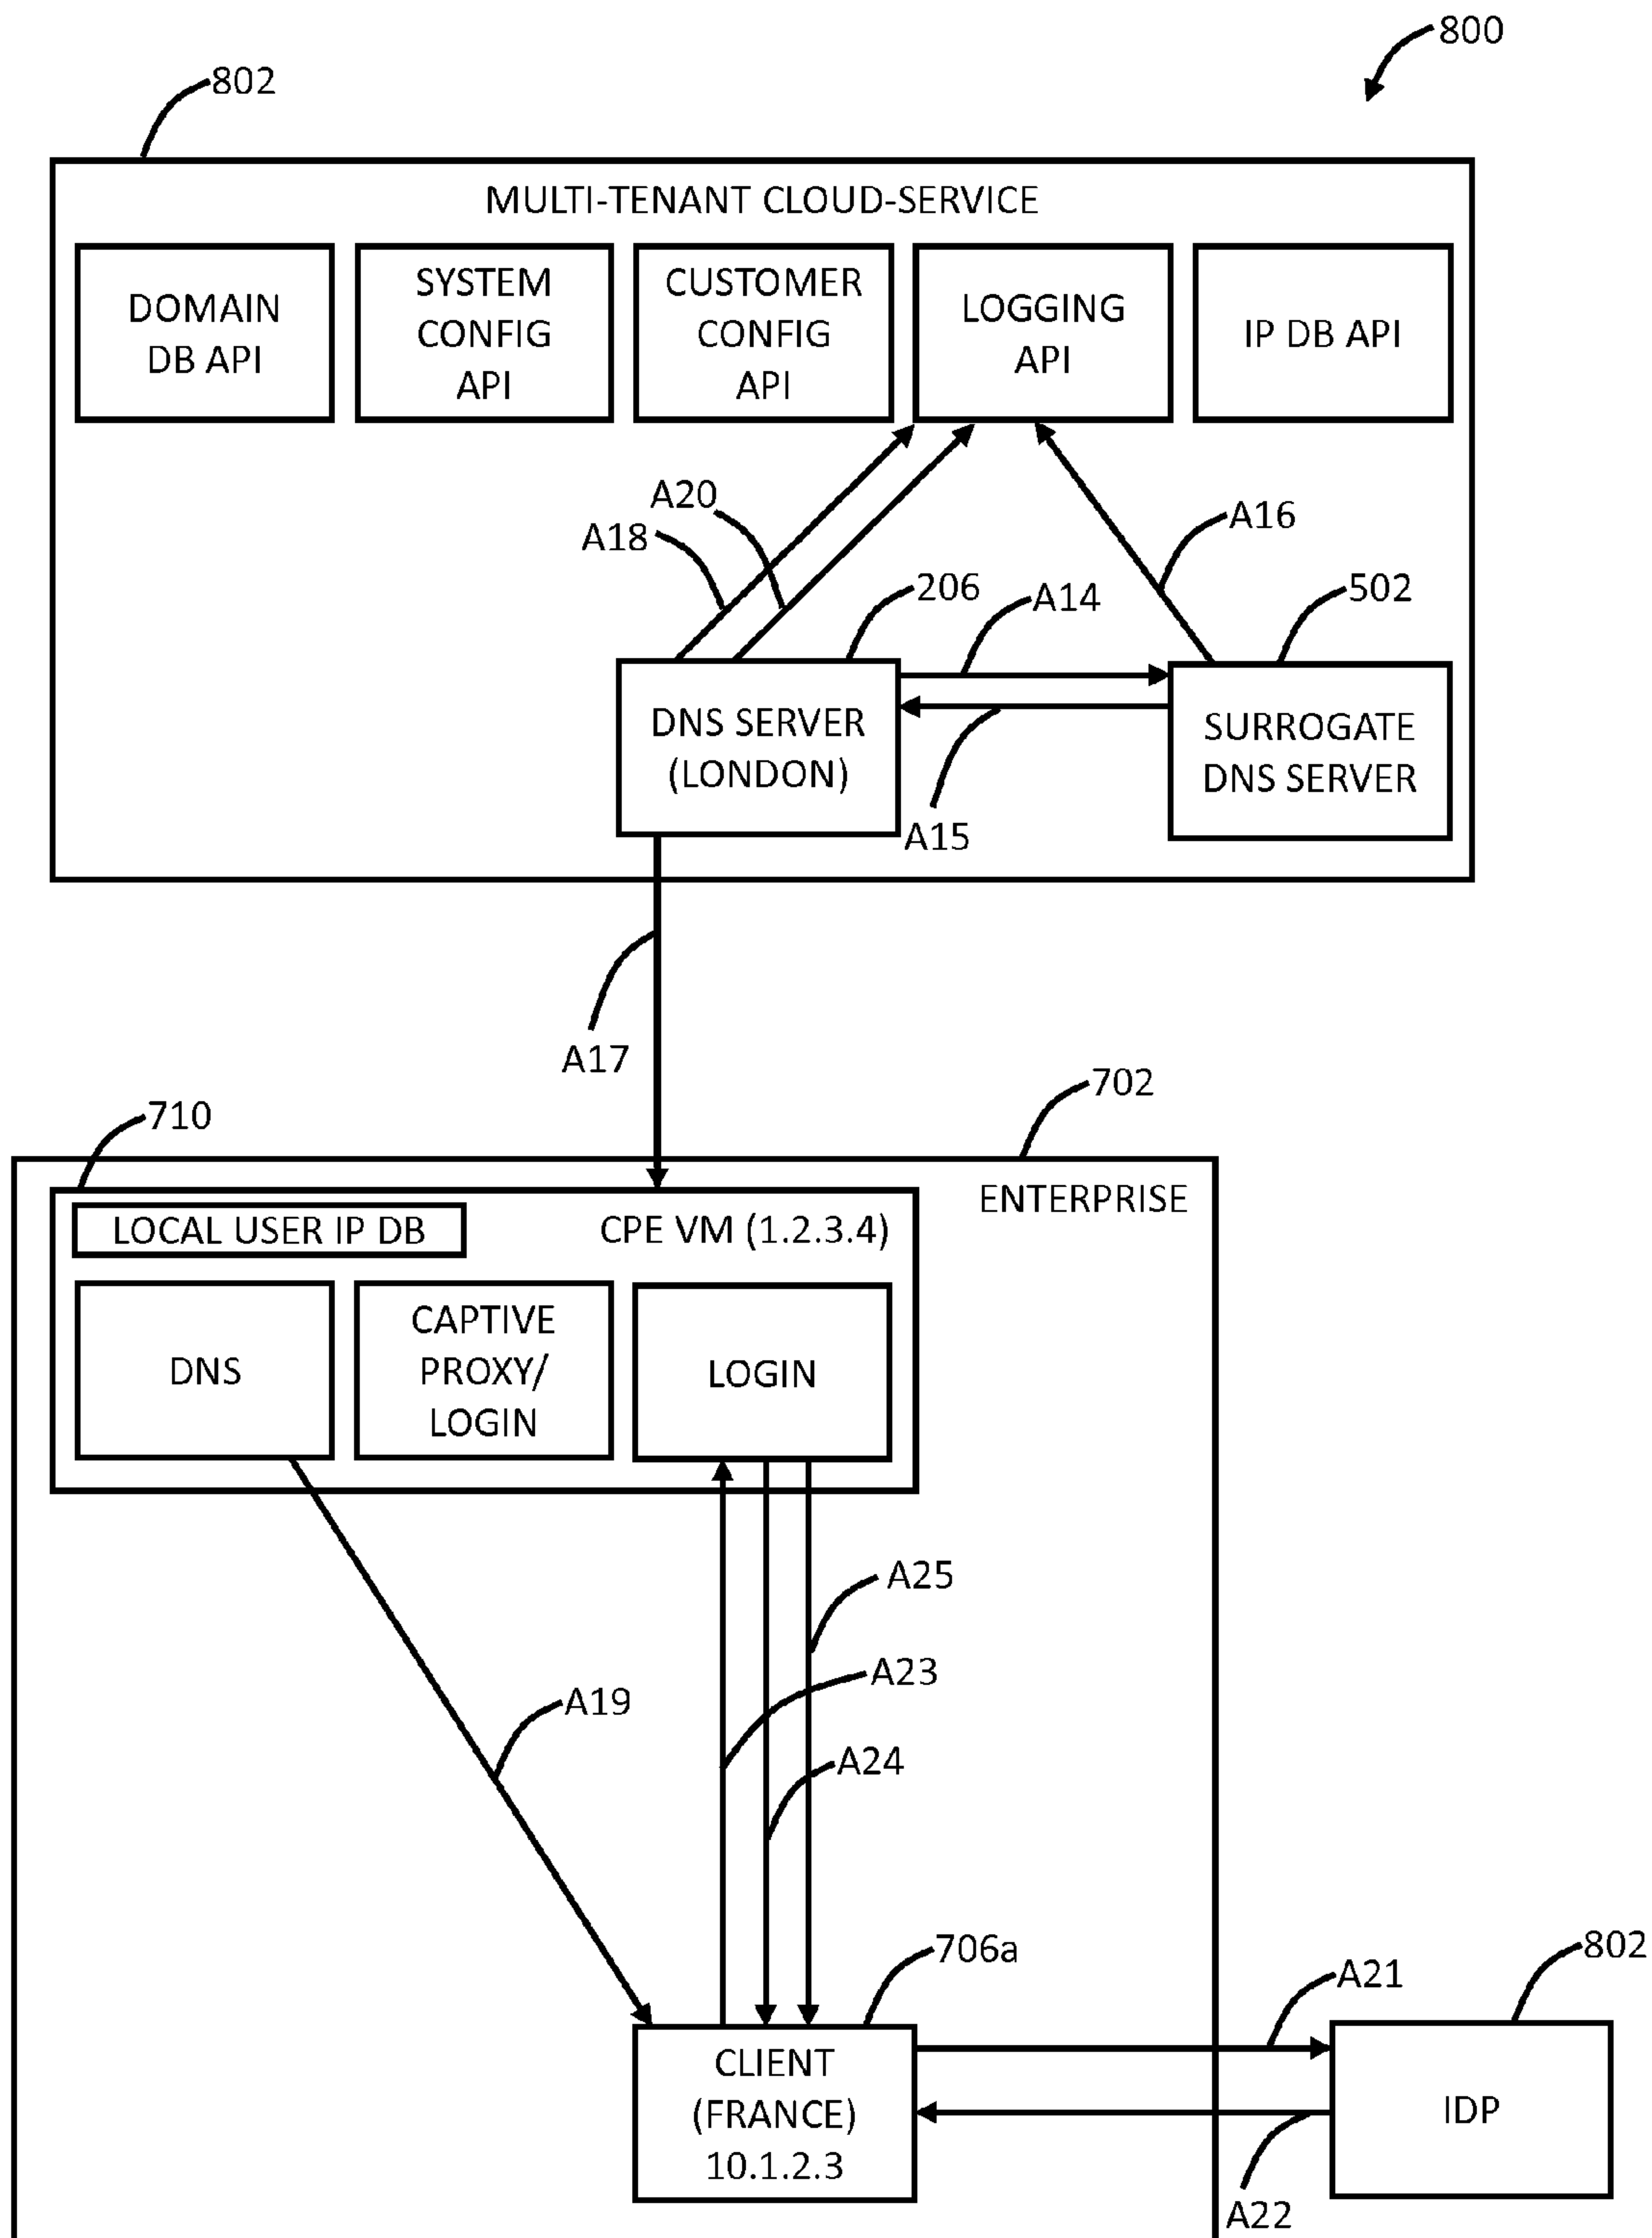 800
802
MULTI-TENANT CLOUD-SERVICE
DOMAIN
DB API
SYSTEM
CONFIG
API
CUSTOMER
CONFIG
API
LOGGING
API
IP DB API
A20
A18
A16
206
A14
502
DNS SERVER
(LONDON)
SURROGATE
DNS SERVER
A15
A17
702
710
ENTERPRISE
LOCAL USER IP DB
CPE VM (1.2.3.4)
DNS
CAPTIVE
PROXY/
LOGIN
LOGIN
A25
A23
A19
A24
706a
802
A21
CLIENT
(FRANCE)
10.1.2.3
IDP
A22